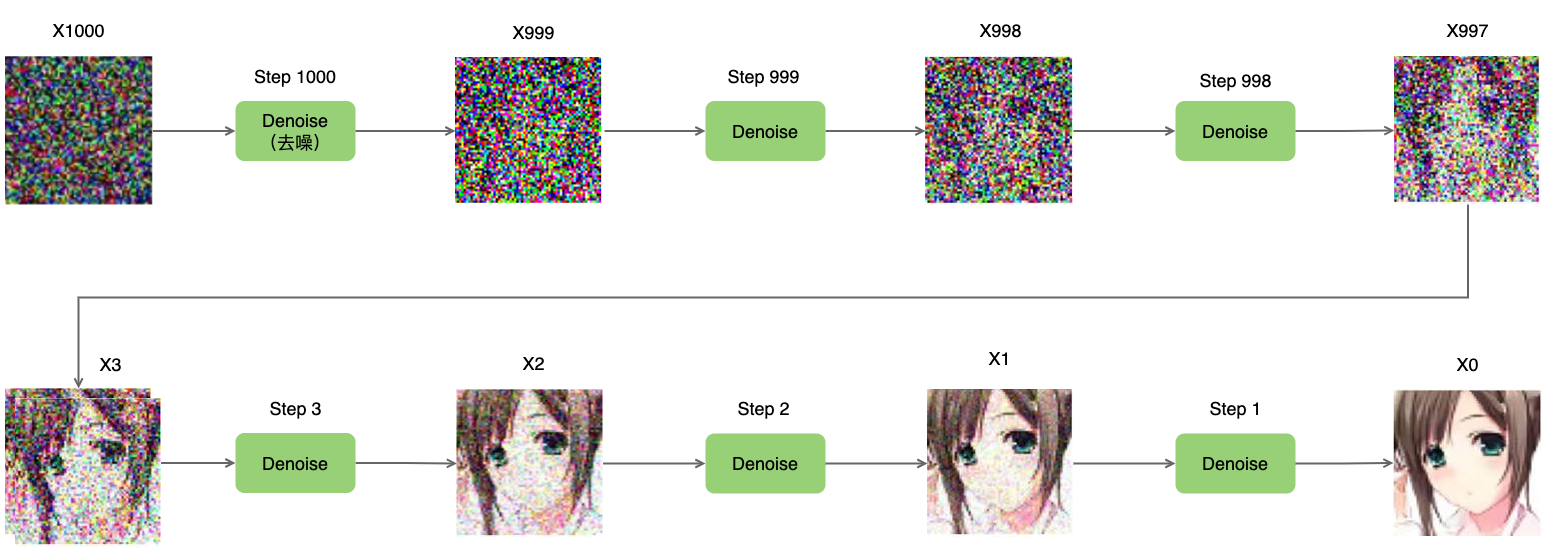 X1000
X999
X998
X997
Step 1000
Step 999
Step 998
Denoise
（去噪）
Denoise
Denoise
X3
X2
X1
X0
Step 3
Step 2
Step 1
Denoise
Denoise
Denoise